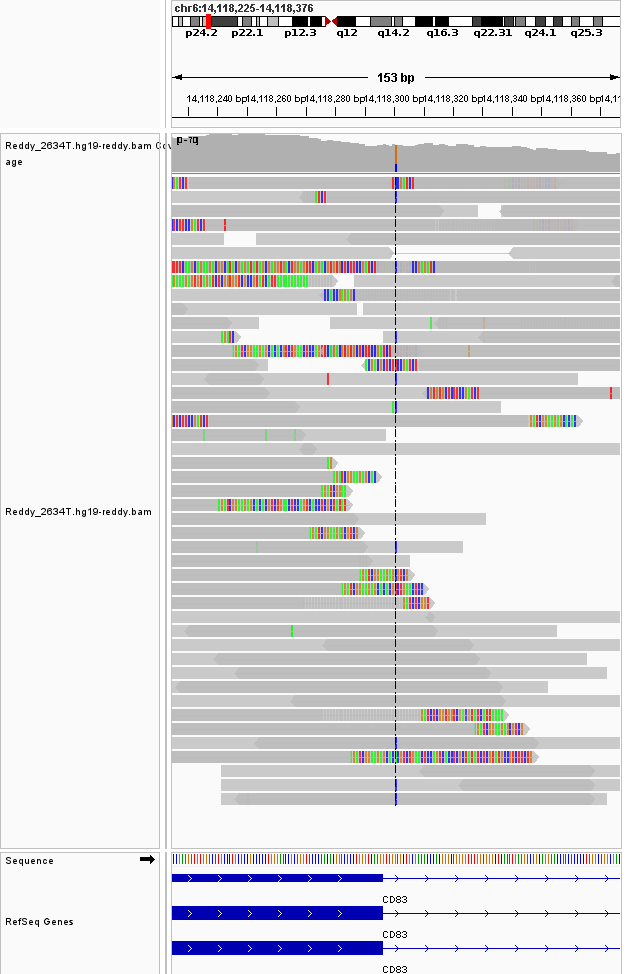 chr6:14,118,225-14,118,376
p24.2 p22.1 p12.3 q12 q14.2 q16.3 q22.31 q24.1 q25.3
153 bp
14,118,240 bp 14,118,260 bp 14,118,280 bp 14,118,300 bp 14,118,320 bp 14,118,340 bp 14,118,360 bp 14,11
Reddy_2634T.hg19-reddy.bam Cov
age
Reddy_2634T.hg19-reddy.bam
Sequence
CD83
RefSeq Genes
CD83
CD83